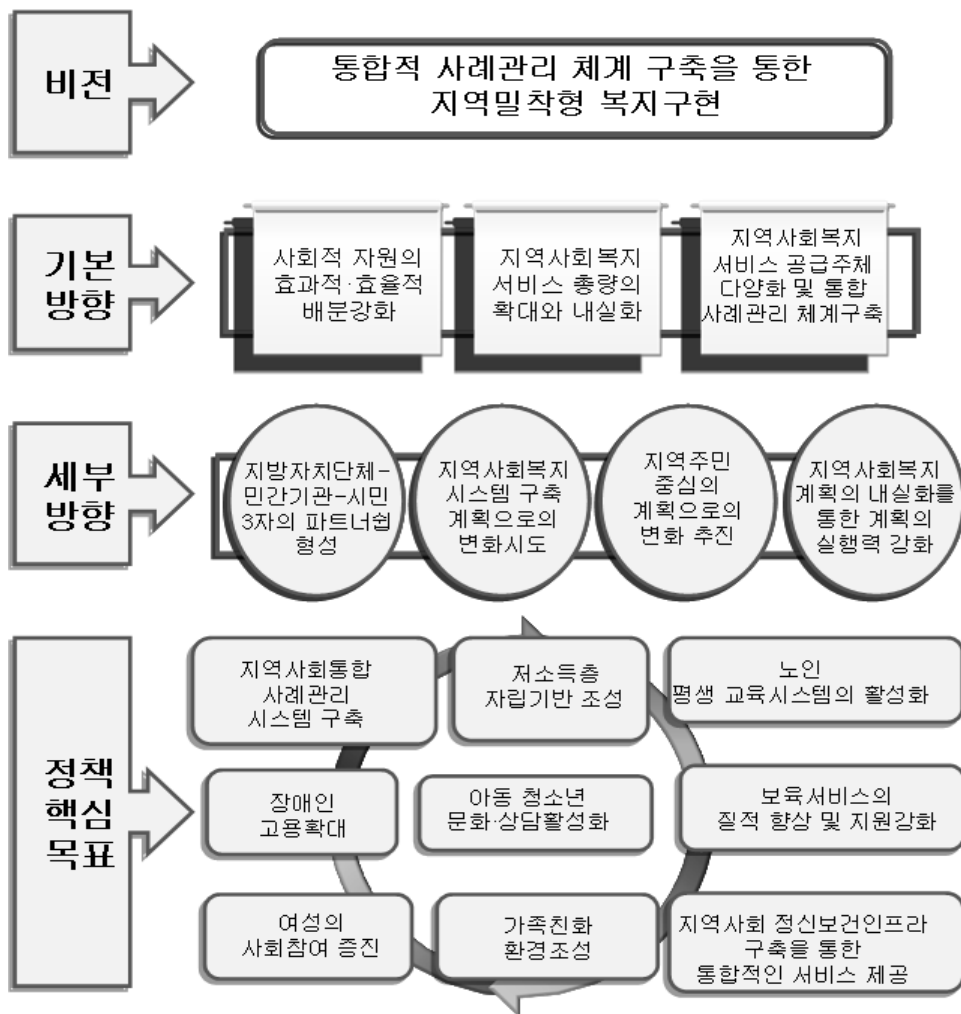 비전
통합적 사례관리 체계 구축을 통한
지역밀착형 복지구현
기본
방향
사회적 자원의
효과적·효율적
배분강화
지역사회복지
서비스 총량의
확대와 내실화
지역사회복지
서비스 공급주체
다양화 및 통합
사례관리 체계구축
세부
방향
지방자치단체-
민간기관-시민
3자의 파트너쉽
형성
지역사회복지
시스템 구축
계획으로의
변화시도
지역주민
중심의
계획으로의
변화 추진
지역사회복지
계획의 내실화를
통한 계획의
실행력 강화
정책
핵심
목표
지역사회통합
사례관리
시스템 구축
저소득층
자립기반 조성
노인
평생 교육시스템의 활성화
장애인
고용확대
아동 청소년
문화·상담활성화
보육서비스의
질적 향상 및 지원강화
여성의
사회참여 증진
가족친화
환경조성
지역사회 정신보건인프라
구축을 통한
통합적인 서비스 제공